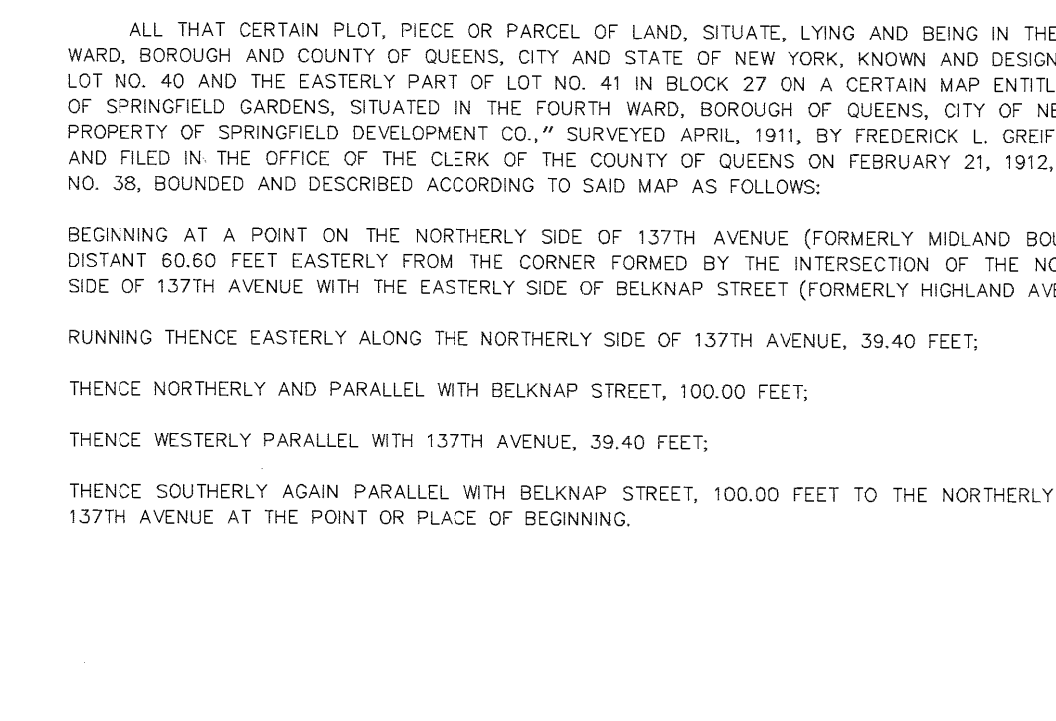 ALL THAT CERTAIN PLOT, PIECE OR PARCEL OF LAND, SITUATE, LYING AND BEING IN THE
WARD, BOROUGH AND COUNTY OF QUEENS, CITY AND STATE OF NEW YORK, KNOWN AND DESIGN
LOT NO. 40 AND THE EASTERLY PART OF LOT NO. 41 IN BLOCK 27 ON A CERTAIN MAP ENTITL
OF SPRINGFIELD GARDENS, SITUATED IN THE FOURTH WARD, BOROUGH OF QUEENS, CITY OF NE
PROPERTY OF SPRINGFIELD DEVELOPMENT CO.," SURVEYED APRIL, 1911, BY FREDERICK L. GREIF
AND FILED IN THE OFFICE OF THE CLERK OF THE COUNTY OF QUEENS ON FEBRUARY 21, 1912,
NO. 38, BOUNDED AND DESCRIBED ACCORDING TO SAID MAP AS FOLLOWS:
BEGINNING AT A POINT ON THE NORTHERLY SIDE OF 137TH AVENUE (FORMERLY MIDLAND BOU
DISTANT 60.60 FEET EASTERLY FROM THE CORNER FORMED BY THE INTERSECTION OF THE NO
SIDE OF 137TH AVENUE WITH THE EASTERLY SIDE OF BELKNAP STREET (FORMERLY HIGHLAND AVE
RUNNING THENCE EASTERLY ALONG THE NORTHERLY SIDE OF 137TH AVENUE, 39.40 FEET;
THENCE NORTHERLY AND PARALLEL WITH BELKNAP STREET, 100.00 FEET;
THENCE WESTERLY PARALLEL WITH 137TH AVENUE, 39.40 FEET;
THENCE SOUTHERLY AGAIN PARALLEL WITH BELKNAP STREET, 100.00 FEET TO THE NORTHERLY
137TH AVENUE AT THE POINT OR PLACE OF BEGINNING.